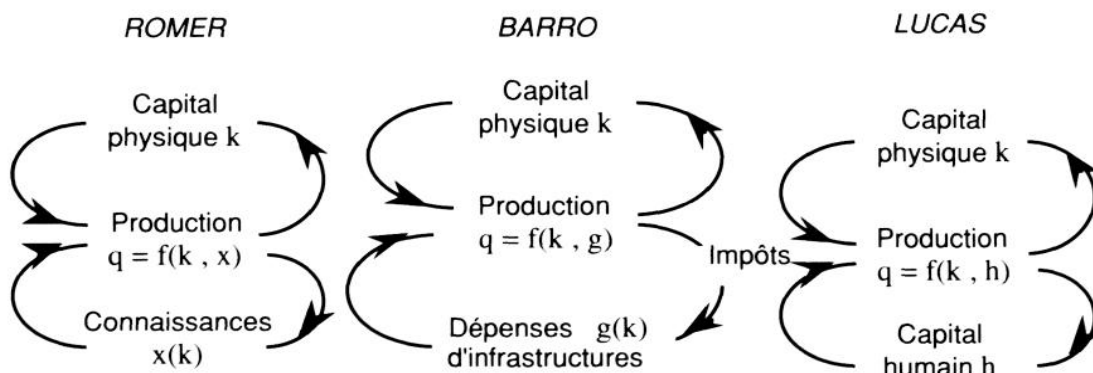 ROMER
Capital
physique k
Production
q = f(k , x)
Connaissances
x(k)
BARRO
Capital
physique k
Production
q = f(k , g)
Impôts
Dépenses g(k)
d'infrastructures
LUCAS
Capital
physique k
Production
q = f(k , h)
Capital
humain h